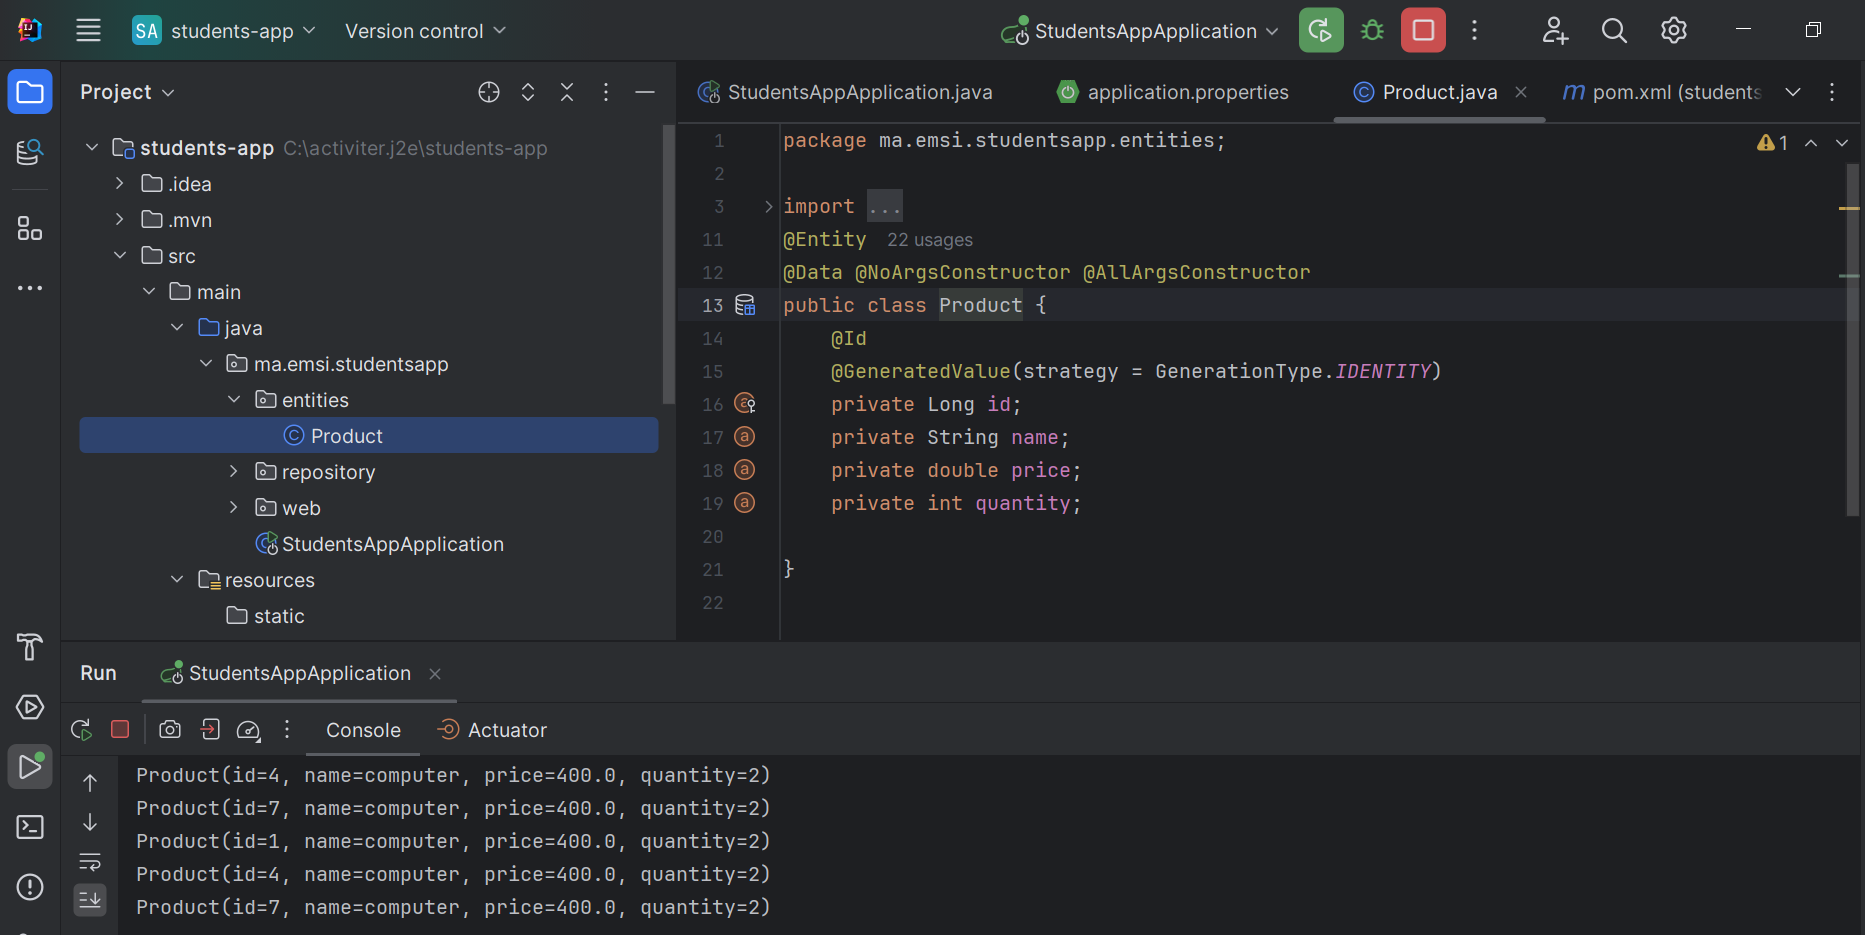 SA students-app Version control StudentsAppApplication
Project
StudentsAppApplication.java application.properties Product.java pom.xml (students
students-app C:\activiter.j2e\students-app
.idea
.mvn
src
main
java
ma.emsi.studentsapp
entities
Product
repository
web
StudentsAppApplication
resources
static
1 package ma.emsi.studentsapp.entities;
1
2
3 import ...
11 @Entity 22 usages
12 @Data @NoArgsConstructor @AllArgsConstructor
13 public class Product {
14 @Id
15 @GeneratedValue(strategy = GenerationType.IDENTITY)
16 private Long id;
17 private String name;
18 private double price;
19 private int quantity;
20
21 }
22
Run StudentsAppApplication
Console Actuator
Product(id=4, name=computer, price=400.0, quantity=2)
Product(id=7, name=computer, price=400.0, quantity=2)
Product(id=1, name=computer, price=400.0, quantity=2)
Product(id=4, name=computer, price=400.0, quantity=2)
Product(id=7, name=computer, price=400.0, quantity=2)